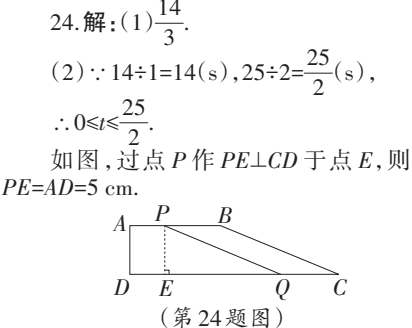 24.解:(1)14/3.
(2)∵14÷1=14(s),25÷2=25/2(s),
∴0≤t≤25/2.
如图,过点P作PE⊥CD于点E,则
PE=AD=5 cm.
A P B
D E Q C
(第24题图)